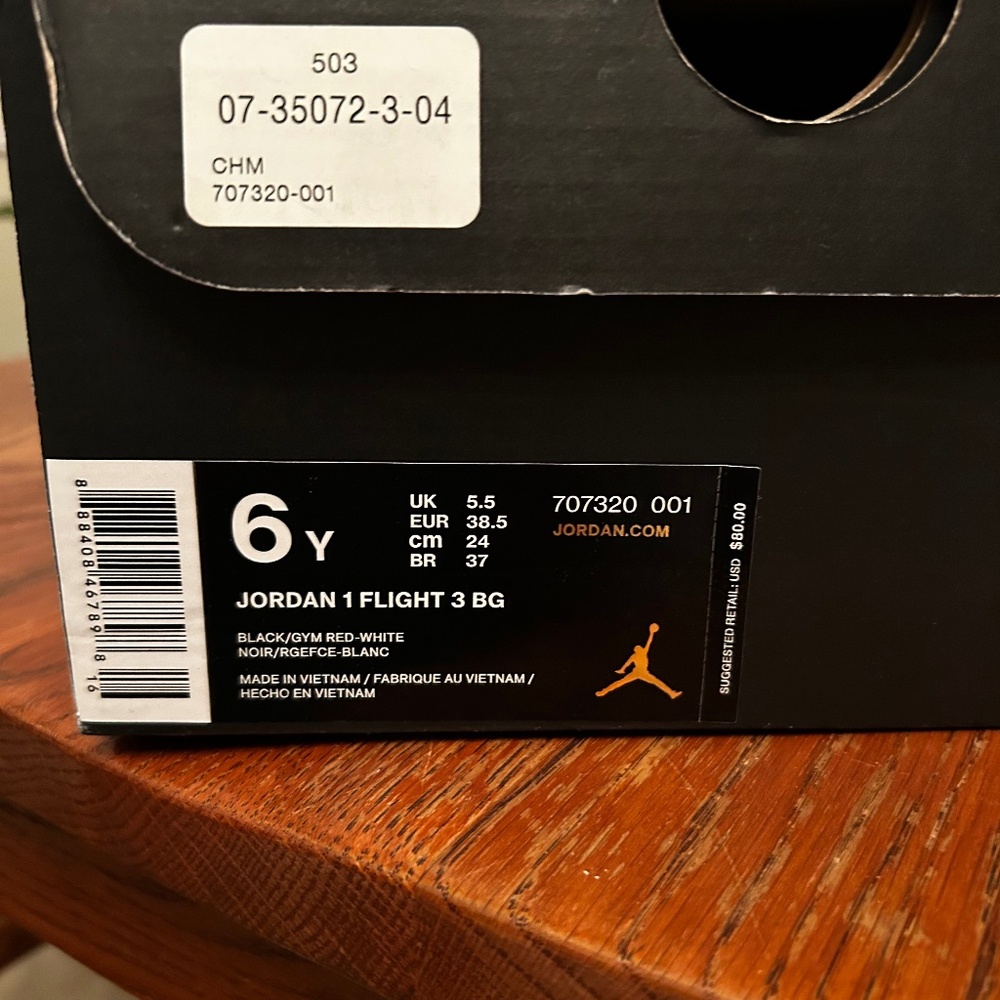 503
07-35072-3-04
CHM
707320-001
8 88408 46789 8 16
6 Y
UK 5.5
EUR 38.5
cm 24
BR 37
707320 001
JORDAN.COM
JORDAN 1 FLIGHT 3 BG
BLACK/GYM RED-WHITE
NOIR/RGEFCE-BLANC
MADE IN VIETNAM / FABRIQUE AU VIETNAM /
HECHO EN VIETNAM
SUGGESTED RETAIL: USD $80.00